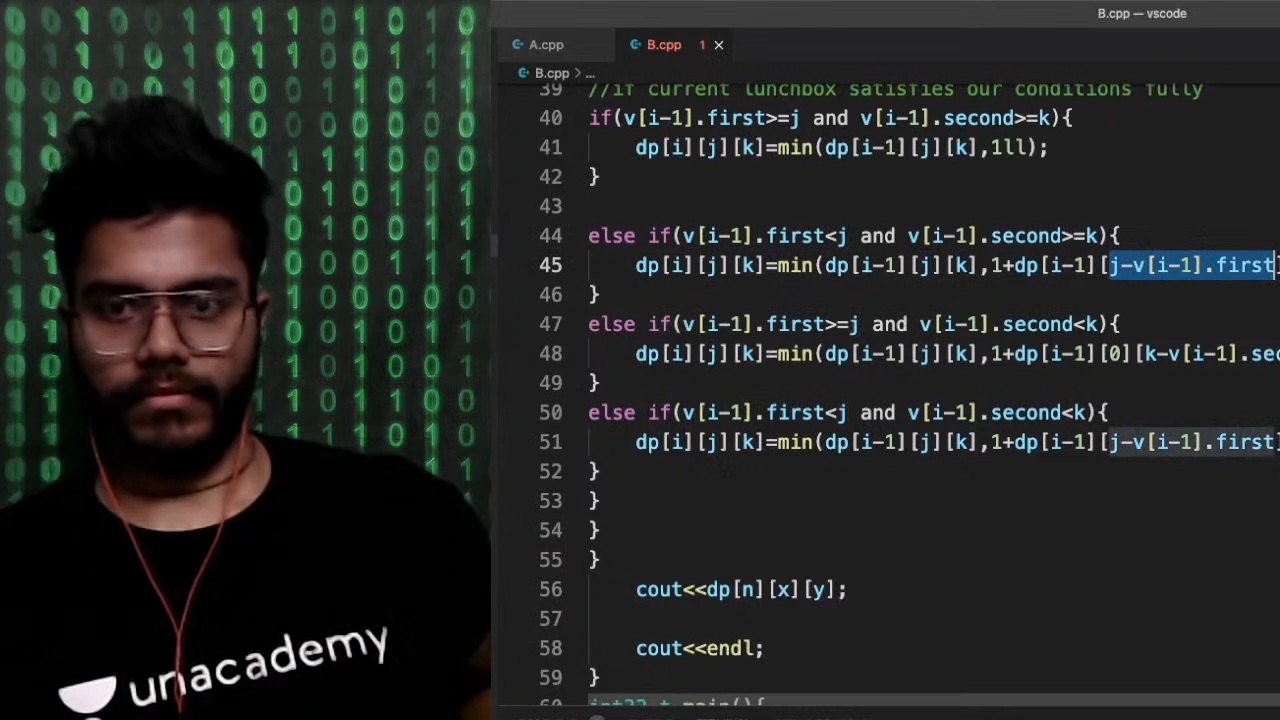 B.cpp — vscode
A.cpp
B.cpp 1 ×
B.cpp > ...
39 //if current lunchbox satisfies our conditions fully
40 if(v[i-1].first>=j and v[i-1].second>=k){
41 dp[i][j][k]=min(dp[i-1][j][k],1ll);
42 }
43
44 else if(v[i-1].first<j and v[i-1].second>=k){
45 dp[i][j][k]=min(dp[i-1][j][k],1+dp[i-1][j-v[i-1].first]
46 }
47 else if(v[i-1].first>=j and v[i-1].second<k){
48 dp[i][j][k]=min(dp[i-1][j][k],1+dp[i-1][0][k-v[i-1].sec
49 }
50 else if(v[i-1].first<j and v[i-1].second<k){
51 dp[i][j][k]=min(dp[i-1][j][k],1+dp[i-1][j-v[i-1].first]
52 }
53 }
54 }
55 }
56 cout<<dp[n][x][y];
57
58 cout<<endl;
59 }
60 int32_t main(){
unacademy